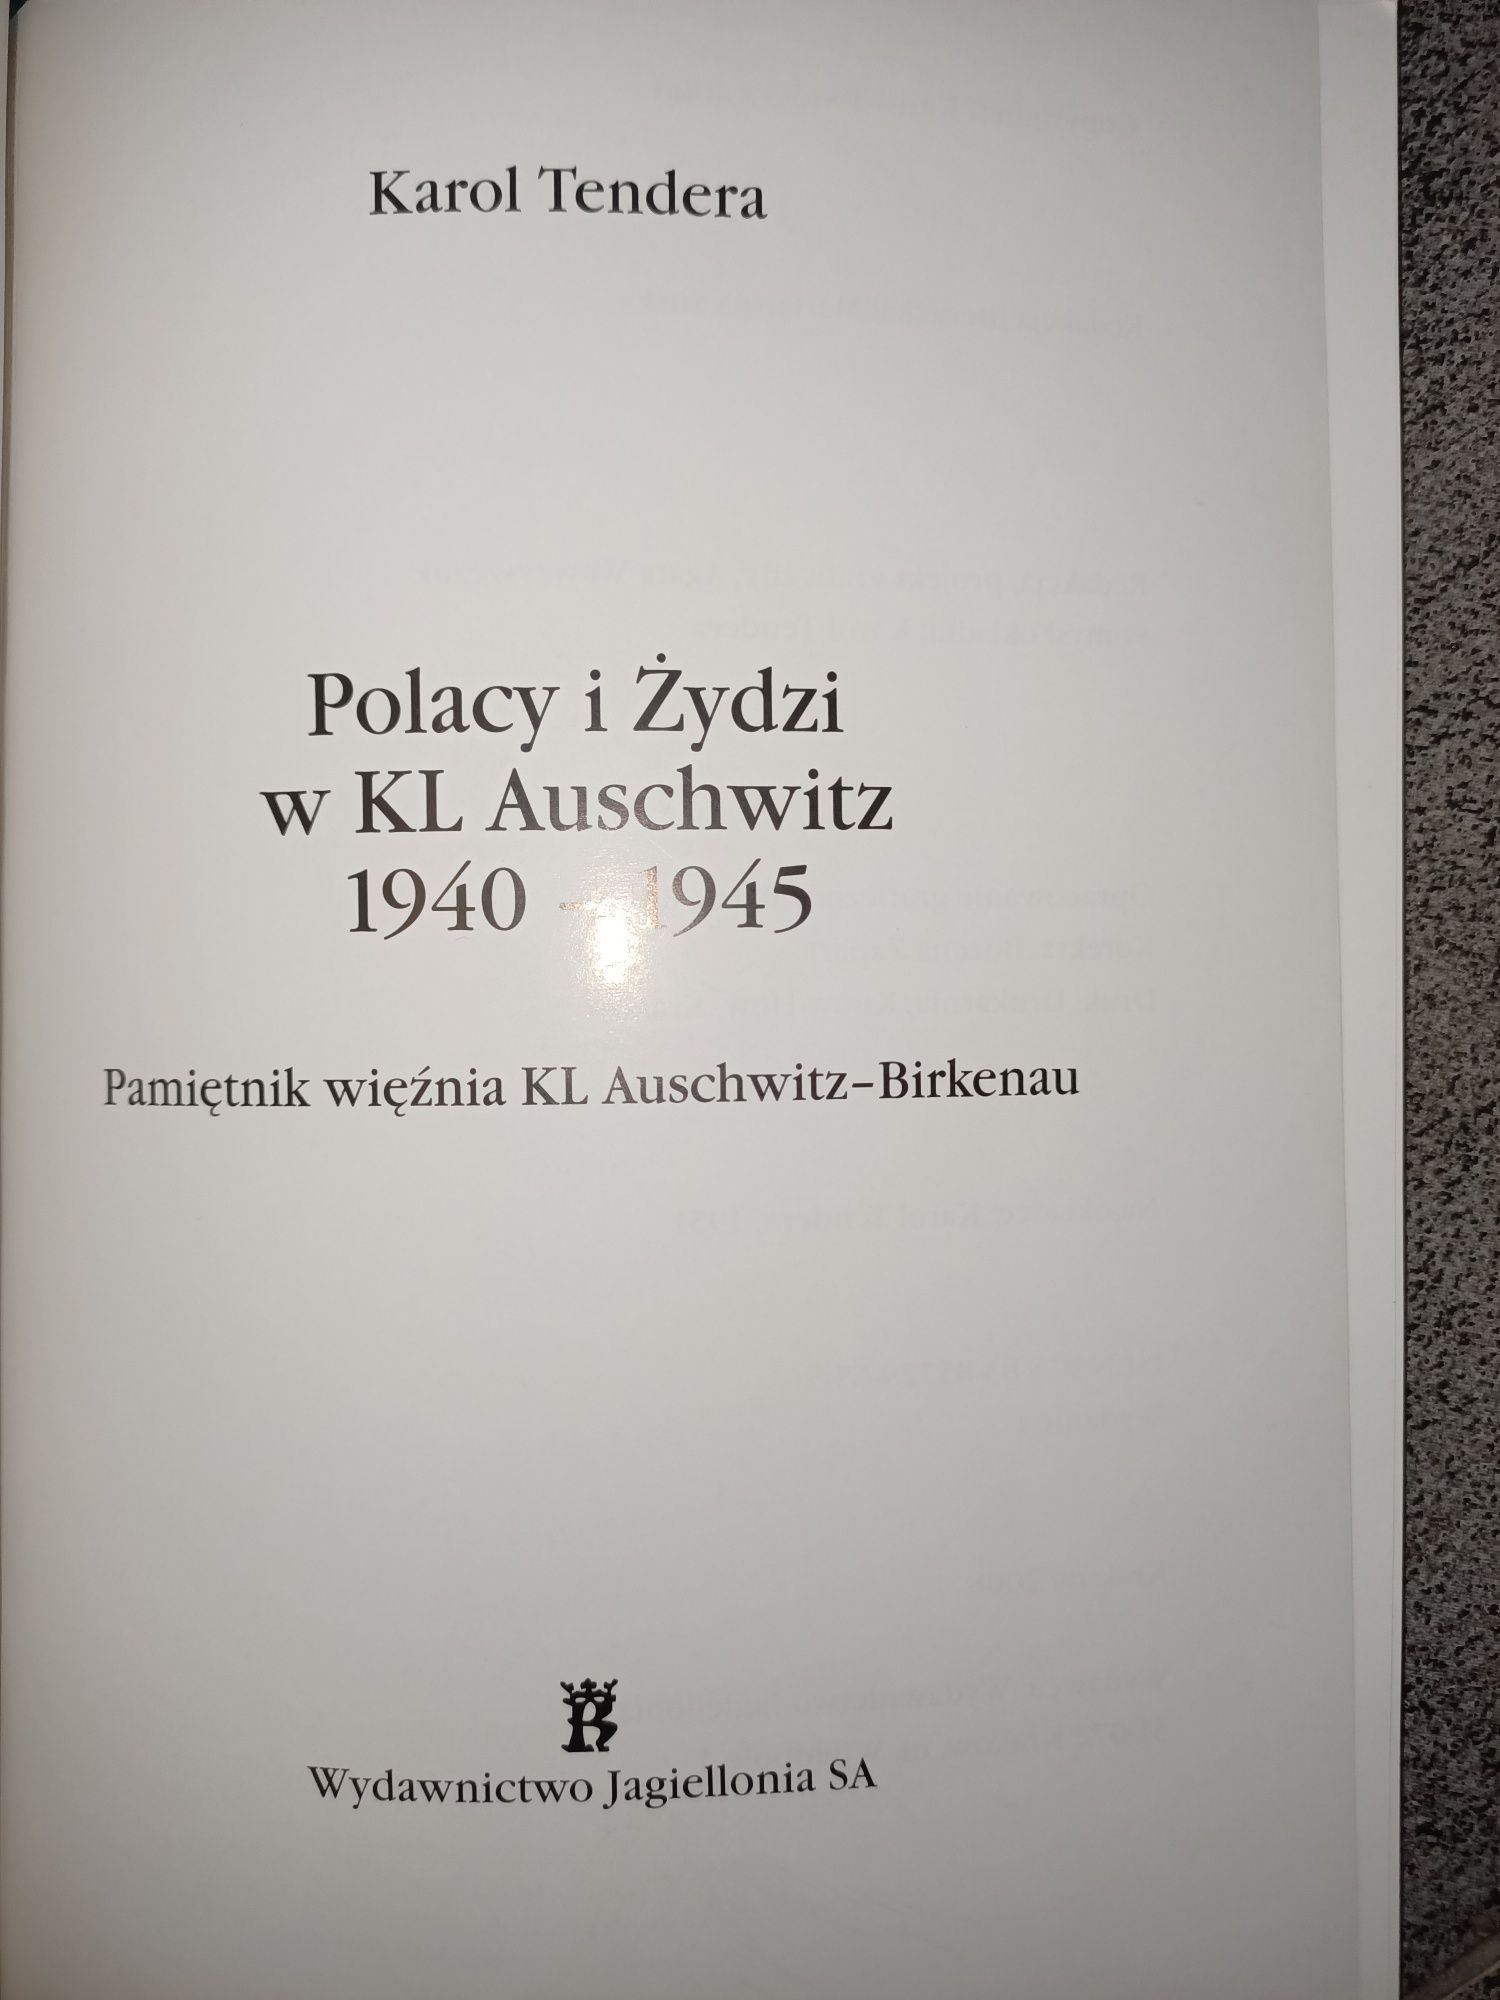 Karol Tendera
Polacy i Żydzi
w KL Auschwitz
1940 – 1945
Pamiętnik więźnia KL Auschwitz–Birkenau
Wydawnictwo Jagiellonia SA